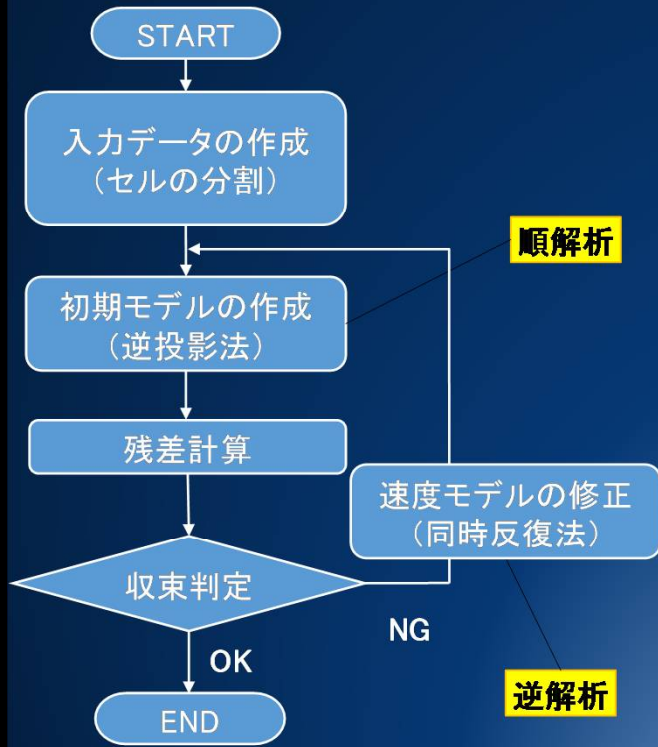 START
入力データの作成
（セルの分割）
順解析
初期モデルの作成
（逆投影法）
残差計算
速度モデルの修正
（同時反復法）
収束判定
NG
OK
逆解析
END